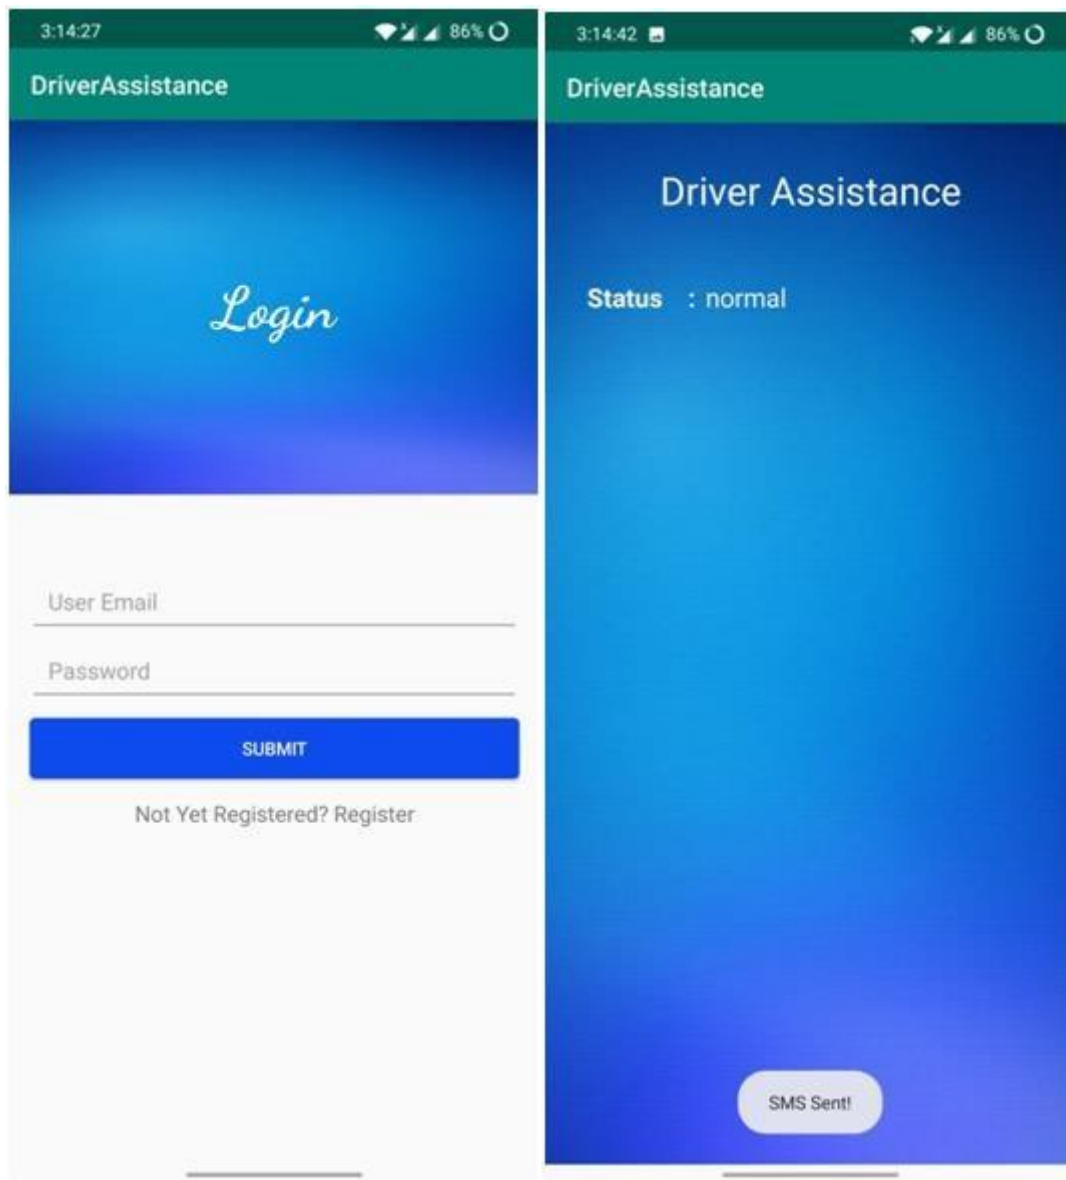 3:14:27
86%
DriverAssistance
Login
User Email
Password
SUBMIT
Not Yet Registered? Register
3:14:42
86%
DriverAssistance
Driver Assistance
Status : normal
SMS Sent!